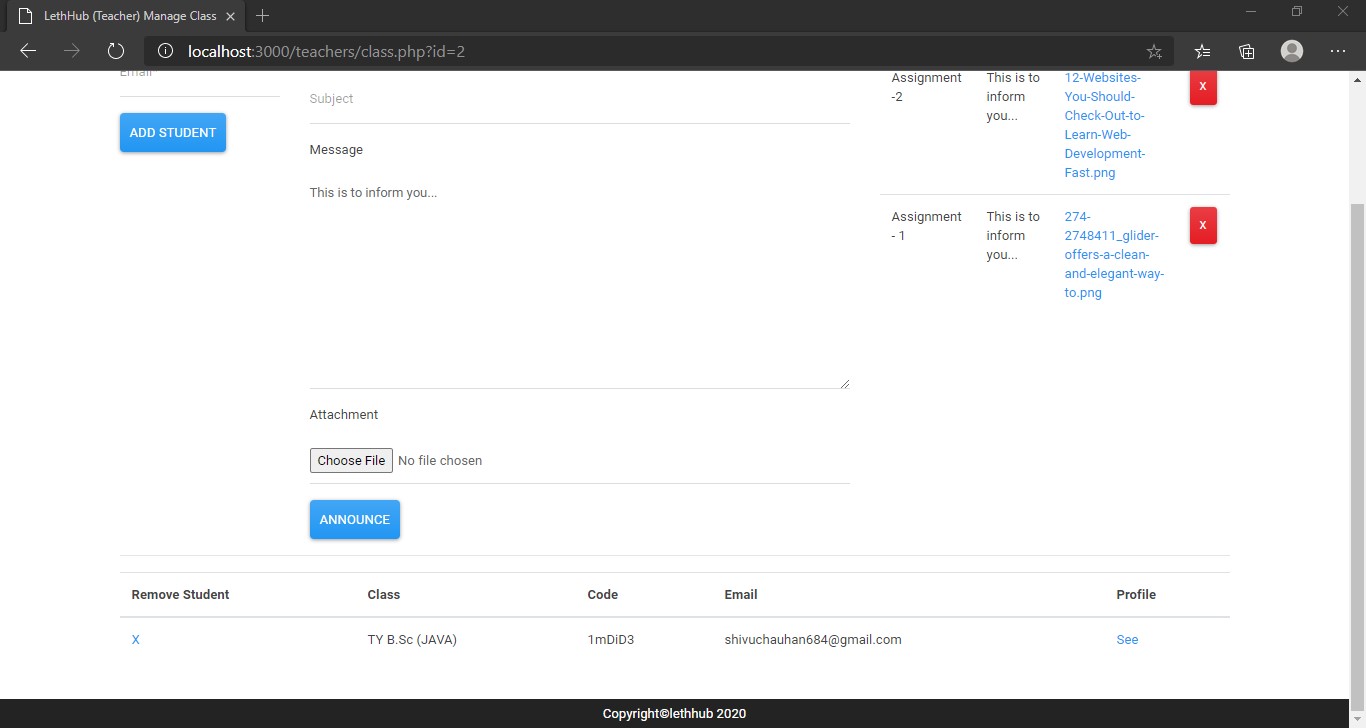 LethHub (Teacher) Manage Class
localhost:3000/teachers/class.php?id=2
Email*
ADD STUDENT
Subject
Message
This is to inform you...
Attachment
Choose File No file chosen
ANNOUNCE
Assignment
-2
This is to
inform
you...
12-Websites-
You-Should-
Check-Out-to-
Learn-Web-
Development-
Fast.png
X
Assignment
- 1
This is to
inform
you...
274-
2748411_glider-
offers-a-clean-
and-elegant-way-
to.png
X
Remove Student Class Code Email Profile
X TY B.Sc (JAVA) 1mDiD3 shivuchauhan684@gmail.com See
Copyright©lethhub 2020